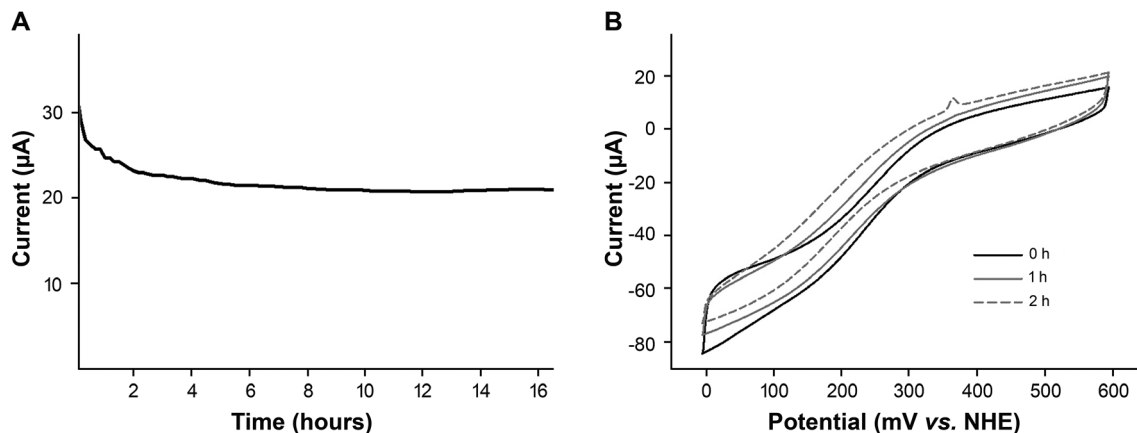 A
Current (µA)
30
20
10
2 4 6 8 10 12 14 16
Time (hours)
B
Current (µA)
20
0
-20
-40
-60
-80
0 h
1 h
2 h
0 100 200 300 400 500 600
Potential (mV vs. NHE)